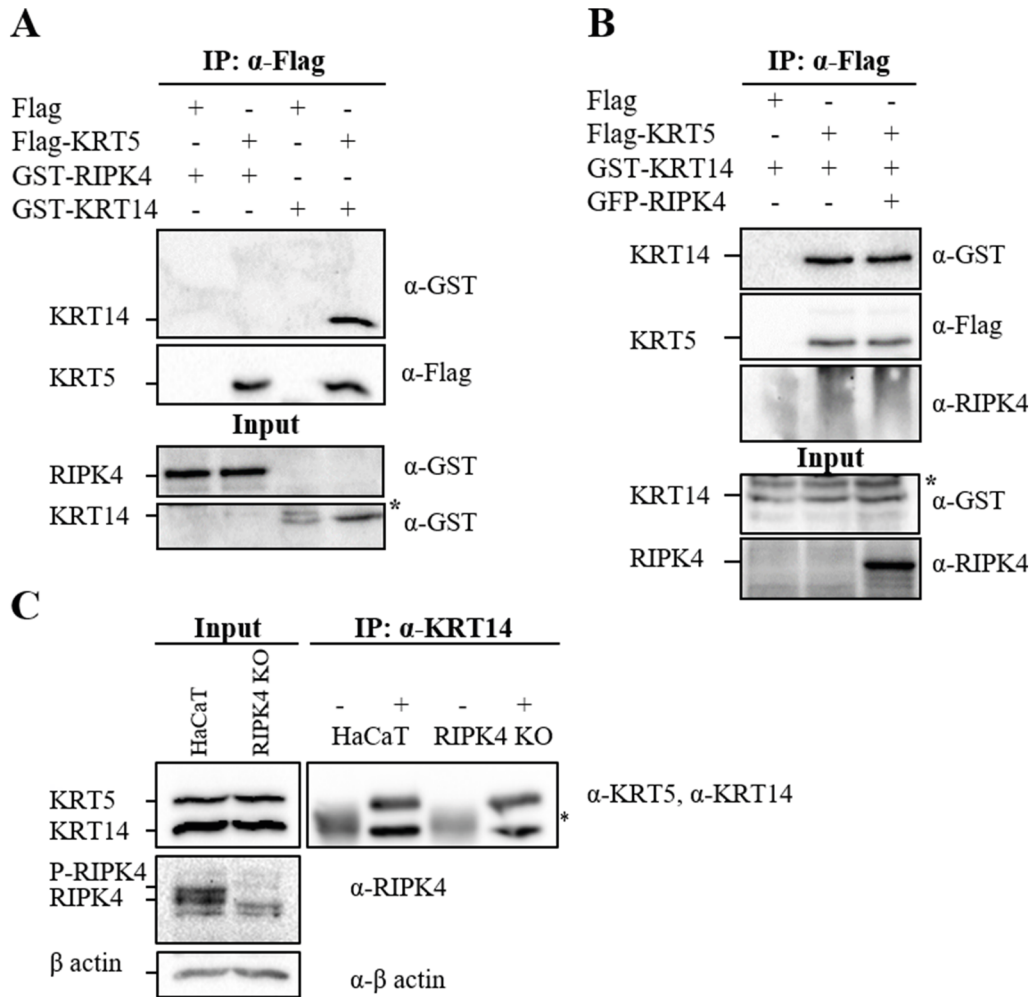 A
IP: α-Flag
Flag + - + -
Flag-KRT5 - + - +
GST-RIPK4 + + - -
GST-KRT14 - - + +
KRT14 α-GST
KRT5 α-Flag
Input
RIPK4 α-GST
KRT14 * α-GST
B
IP: α-Flag
Flag + - -
Flag-KRT5 - + +
GST-KRT14 + + +
GFP-RIPK4 - - +
KRT14 α-GST
KRT5 α-Flag
α-RIPK4
Input
KRT14 * α-GST
RIPK4 α-RIPK4
C
Input IP: α-KRT14
HaCaT
RIPK4 KO
- + - +
HaCaT RIPK4 KO
KRT5 α-KRT5, α-KRT14
KRT14 *
P-RIPK4
RIPK4 α-RIPK4
β actin α-β actin